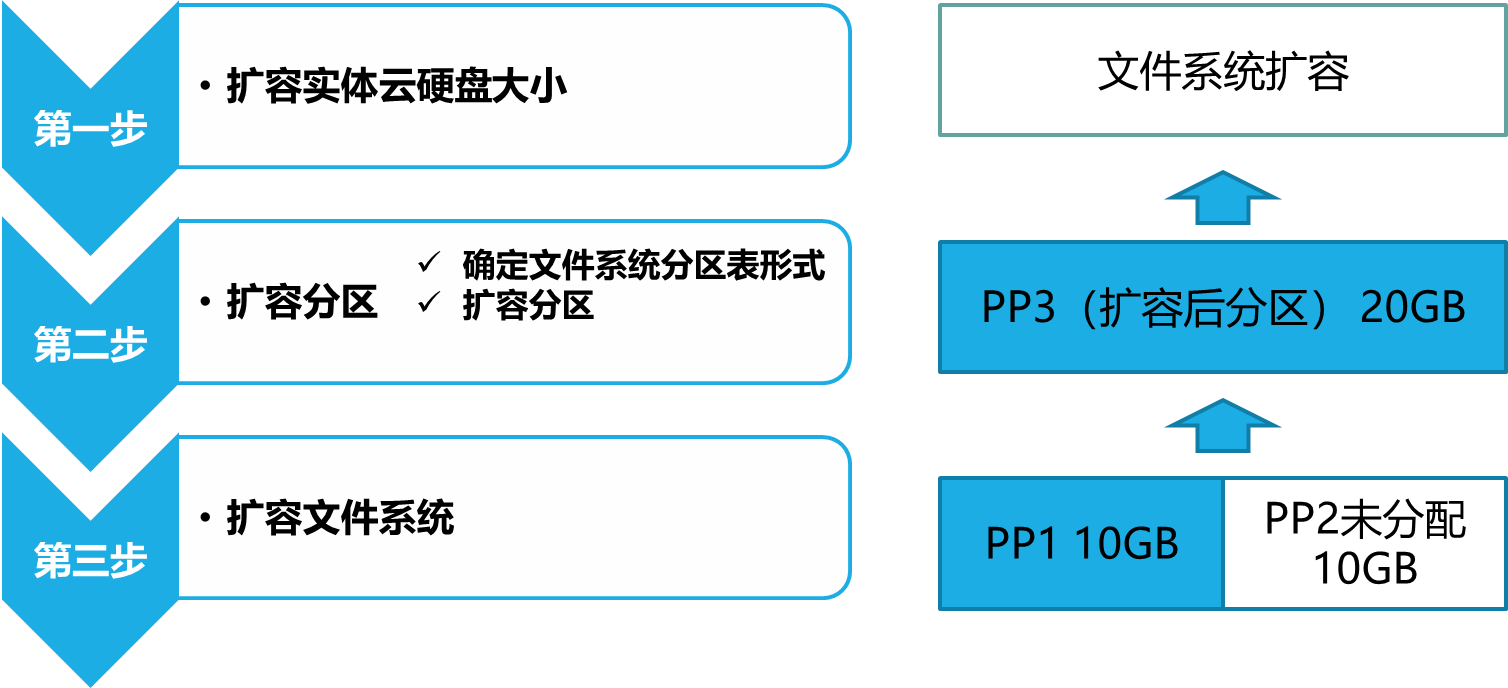 第一步
• 扩容实体云硬盘大小
第二步
• 扩容分区
✓ 确定文件系统分区表形式
✓ 扩容分区
第三步
• 扩容文件系统
文件系统扩容
PP3（扩容后分区） 20GB
PP1 10GB
PP2未分配
10GB